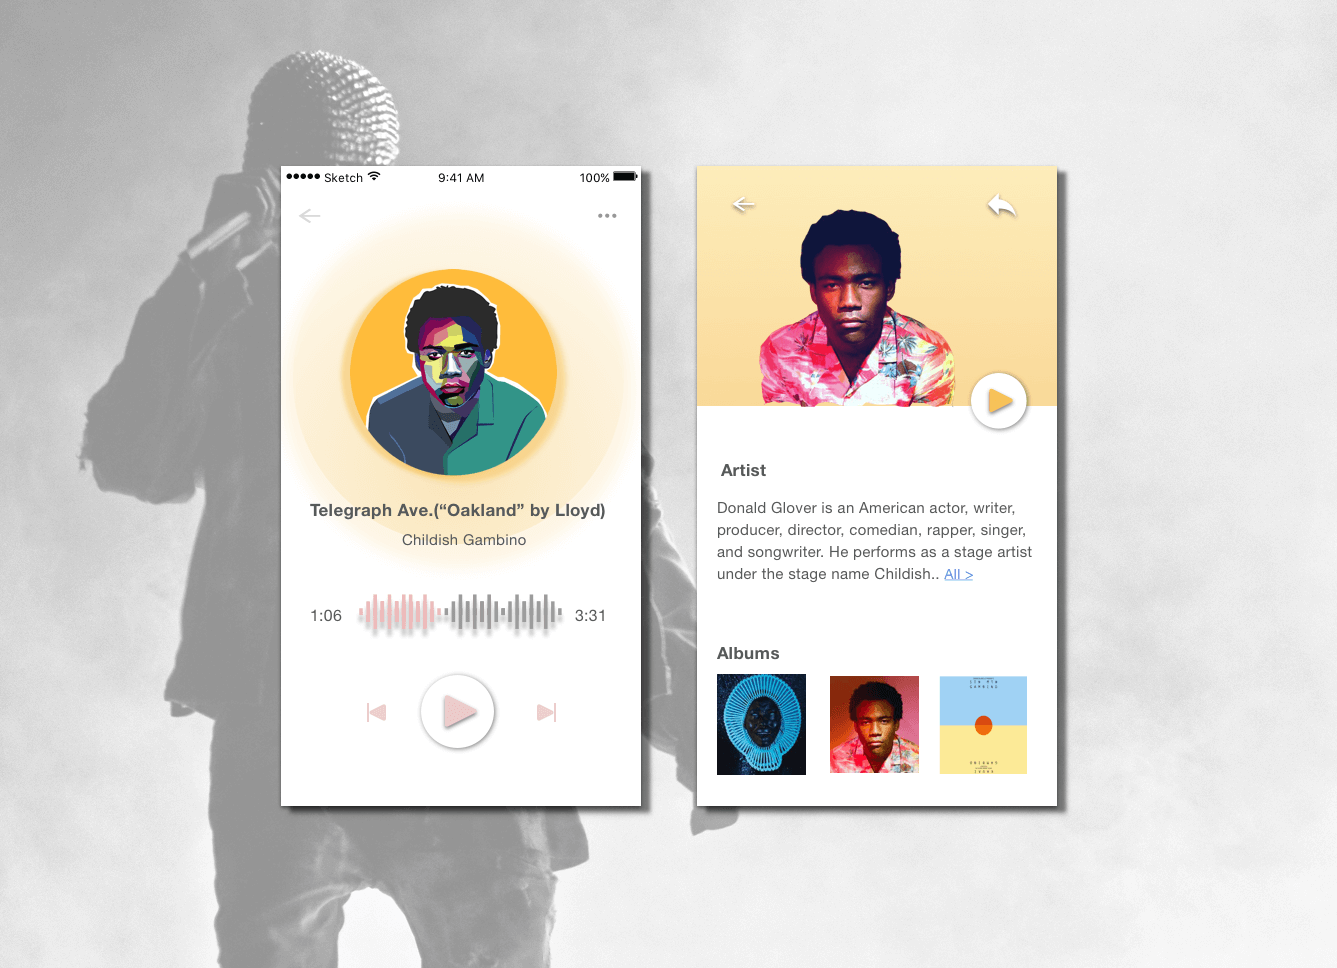 ●●●●● Sketch 9:41 AM 100%
Telegraph Ave.(“Oakland” by Lloyd)
Childish Gambino
1:06 3:31
Artist
Donald Glover is an American actor, writer,
producer, director, comedian, rapper, singer,
and songwriter. He performs as a stage artist
under the stage name Childish.. All >
Albums